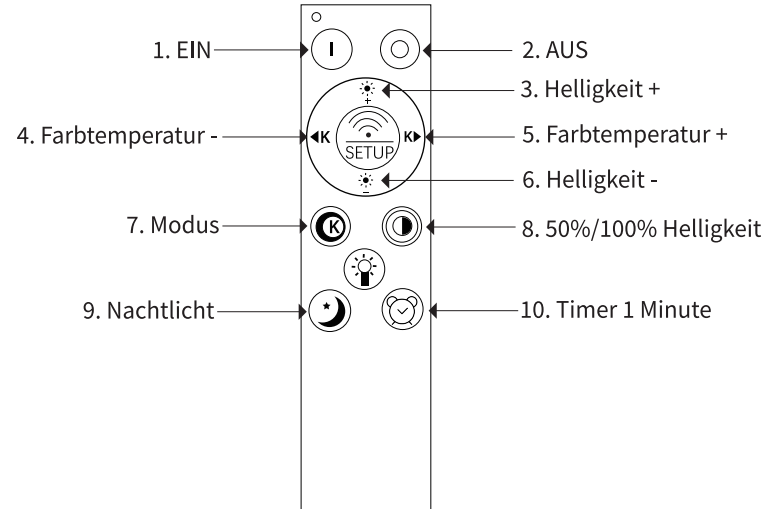 1. EIN
2. AUS
3. Helligkeit +
4. Farbtemperatur -
K
SETUP
K
5. Farbtemperatur +
6. Helligkeit -
7. Modus
K
8. 50%/100% Helligkeit
9. Nachtlicht
10. Timer 1 Minute